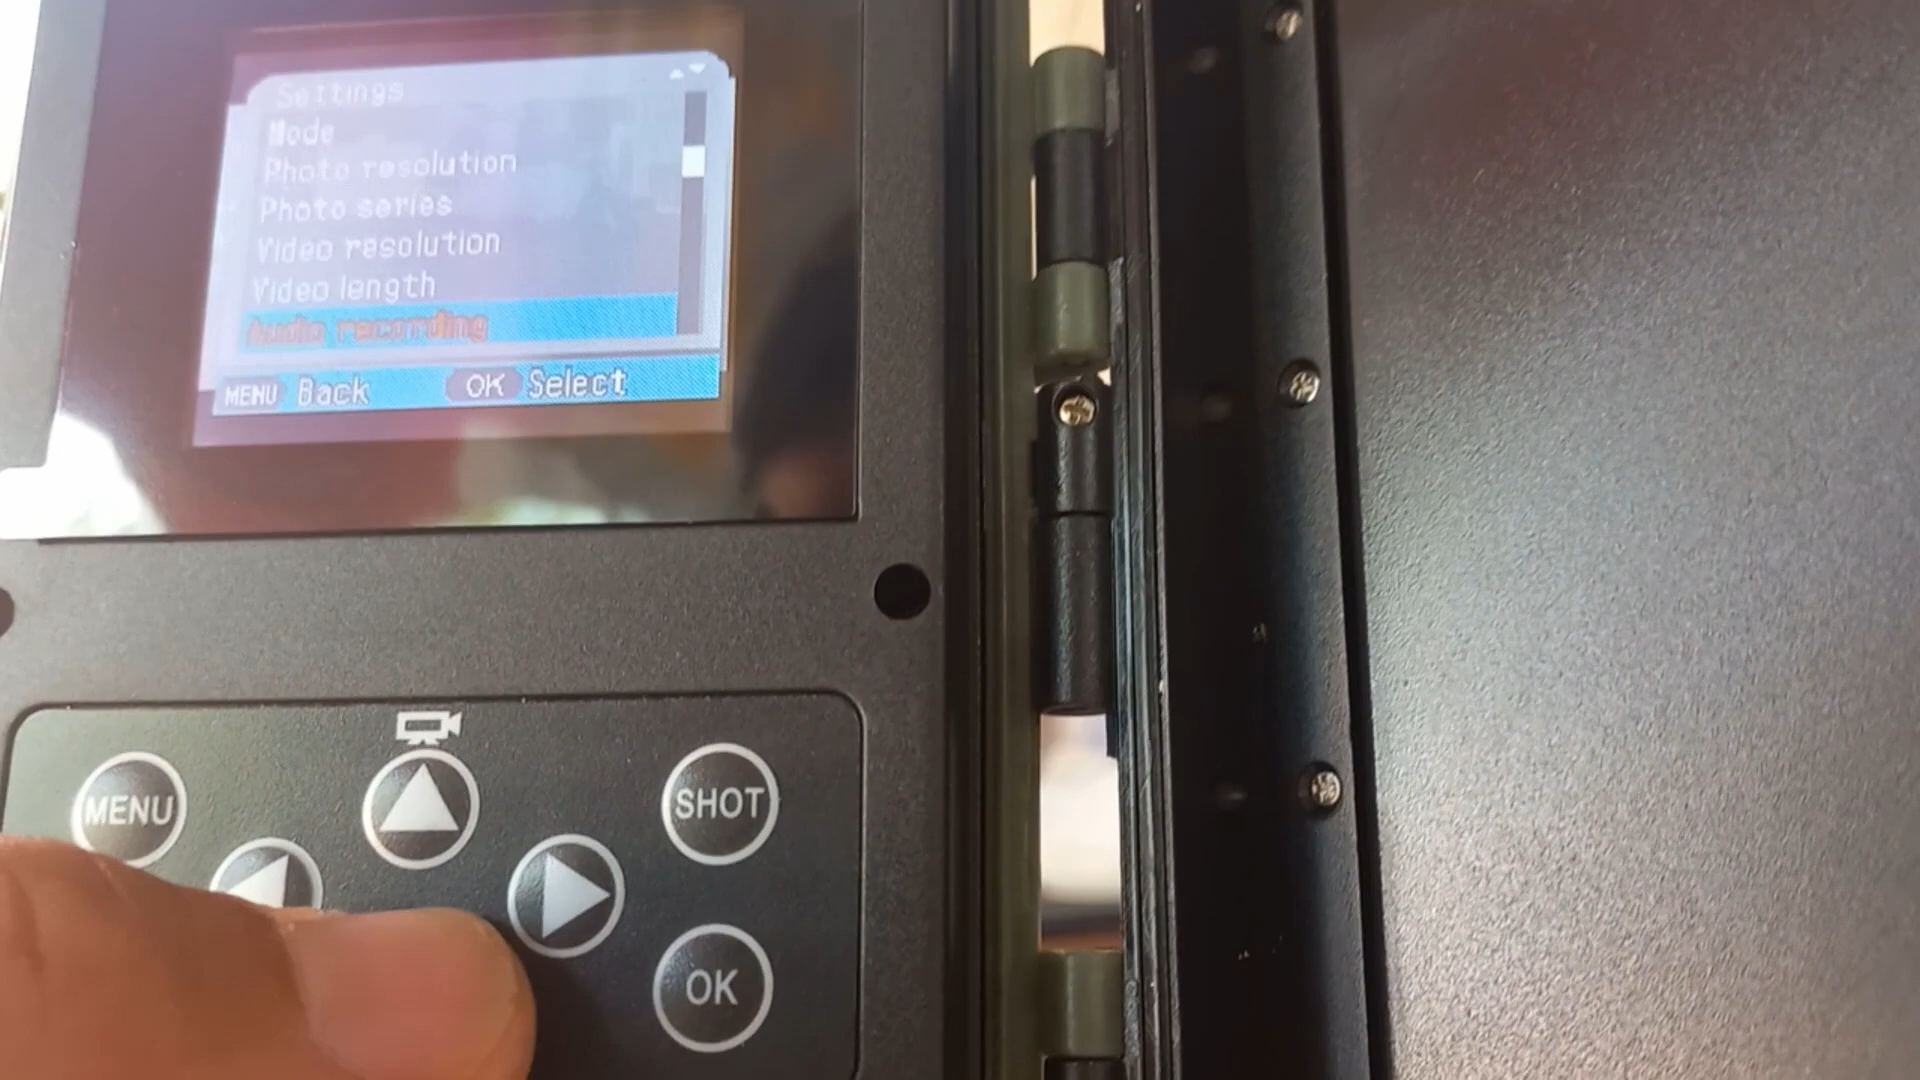 Settings
Mode
Photo resolution
Photo series
Video resolution
Video length
Audio recording
MENU Back OK Select
MENU
SHOT
OK